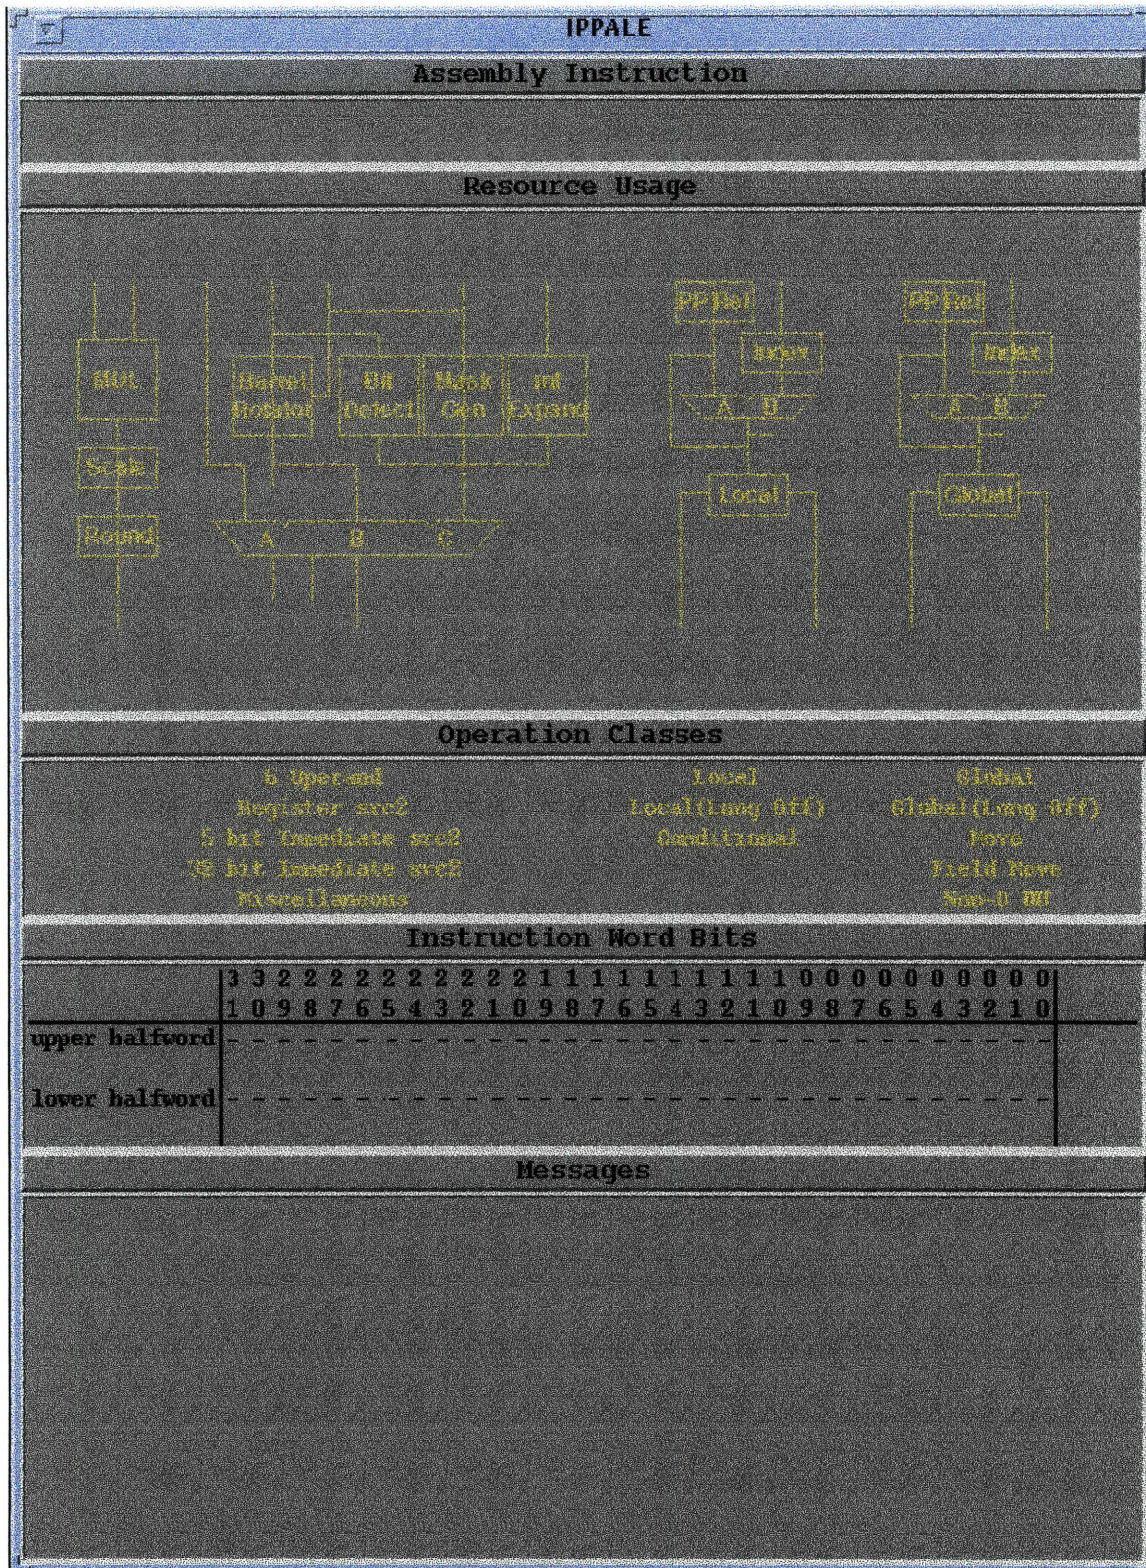 IPPALE
Assembly Instruction
Resource Usage
PP Rel PP Rel
Index Index
MUL Barrel Bit Mask Int
Rotator Detect Gen Expand
A B A B
Scale
Local Global
Round A B C
Operation Classes
6 Operand Local Global
Register src2 Local(Long Off) Global(Long Off)
5 bit Immediate src2 Conditional Move
32 bit Immediate src2 Field Move
Miscellaneous Non-D DU
Instruction Word Bits
3 3 2 2 2 2 2 2 2 2 2 2 1 1 1 1 1 1 1 1 1 1 0 0 0 0 0 0 0 0 0 0
1 0 9 8 7 6 5 4 3 2 1 0 9 8 7 6 5 4 3 2 1 0 9 8 7 6 5 4 3 2 1 0
upper halfword - - - - - - - - - - - - - - - - - - - - - - - - - - - - - - - -
lower halfword - - - - - - - - - - - - - - - - - - - - - - - - - - - - - - - -
Messages